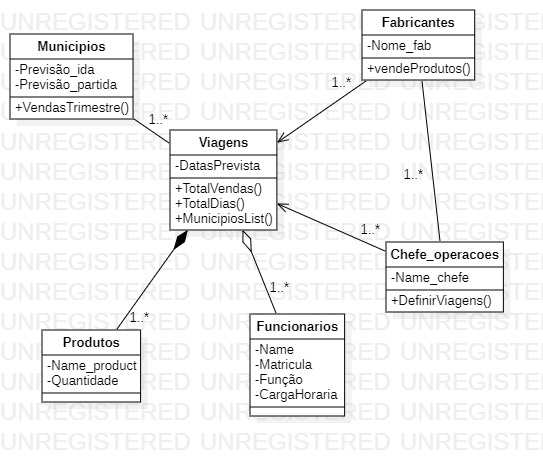 Fabricantes
-Nome_fab
+vendeProdutos()
Municipios
-Previsão_ida
-Previsão_partida
+VendasTrimestre()
1..*
1..*
Viagens
-DatasPrevista
+TotalVendas()
+TotalDias()
+MunicipiosList()
1..*
1..*
Chefe_operacoes
-Name_chefe
+DefinirViagens()
1..*
1..*
Produtos
-Name_product
-Quantidade
Funcionarios
-Name
-Matricula
-Função
-CargaHoraria
UNREGISTERED UNREGISTERED UNREGISTERED